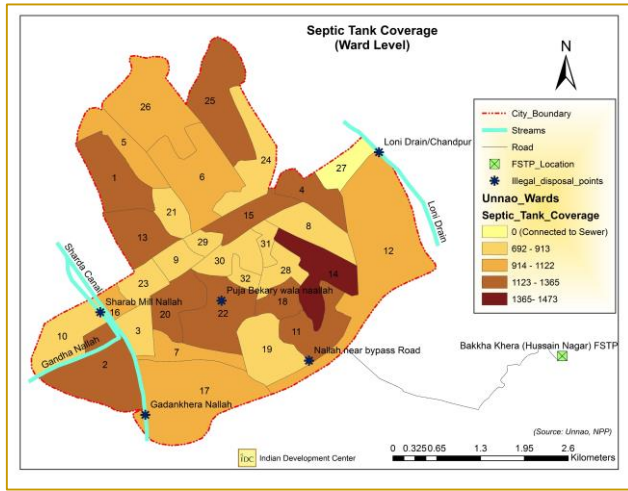 Septic Tank Coverage
(Ward Level)
N
City_Boundary
Streams
Road
FSTP_Location
Illegal_disposal_points
Unnao_Wards
Septic_Tank_Coverage
0 (Connected to Sewer)
692 - 913
914 - 1122
1123 - 1365
1365- 1473
25
26
5
Loni Drain/Chandpur
24
27
1
6
4
21
15
8
Loni Drain
13
29
31
12
9
30
28
14
Sharda Canal
23
32
Puja Bekary wala naallah
Sharab Mill Nallah
16
20
22
18
10
3
11
Gandha Nallah
7
19
Nallah near bypass Road
Bakkha Khera (Hussain Nagar) FSTP
2
17
Gadankhera Nallah
(Source: Unnao, NPP)
iDC
Indian Development Center
0 0.325 0.65 1.3 1.95 2.6
Kilometers